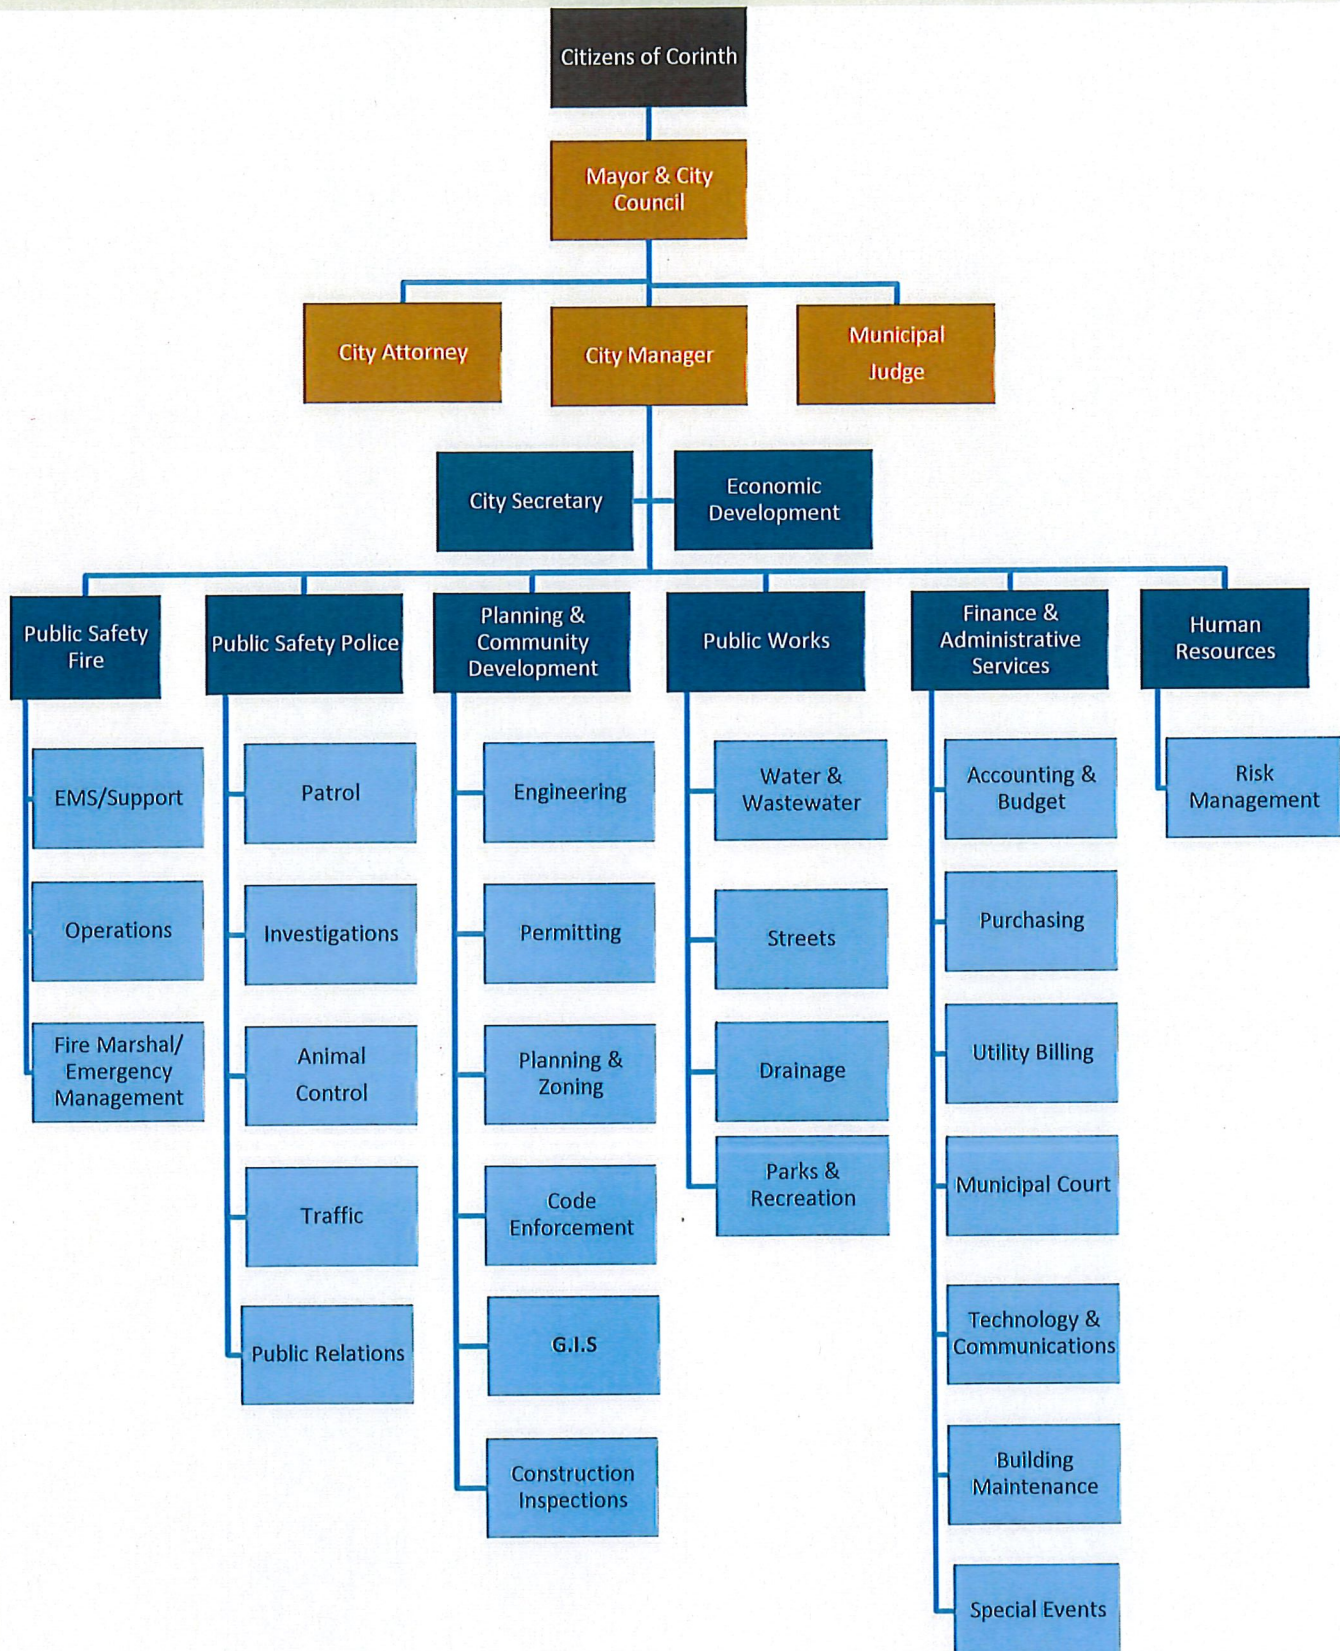 Citizens of Corinth
Mayor & City
Council
City Attorney
City Manager
Municipal
Judge
City Secretary
Economic
Development
Public Safety
Fire
Public Safety Police
Planning &
Community
Development
Public Works
Finance &
Administrative
Services
Human
Resources
EMS/Support
Operations
Fire Marshal/
Emergency
Management
Patrol
Investigations
Animal
Control
Traffic
Public Relations
Engineering
Permitting
Planning &
Zoning
Code
Enforcement
G.I.S
Construction
Inspections
Water &
Wastewater
Streets
Drainage
Parks &
Recreation
Accounting &
Budget
Purchasing
Utility Billing
Municipal Court
Technology &
Communications
Building
Maintenance
Special Events
Risk
Management